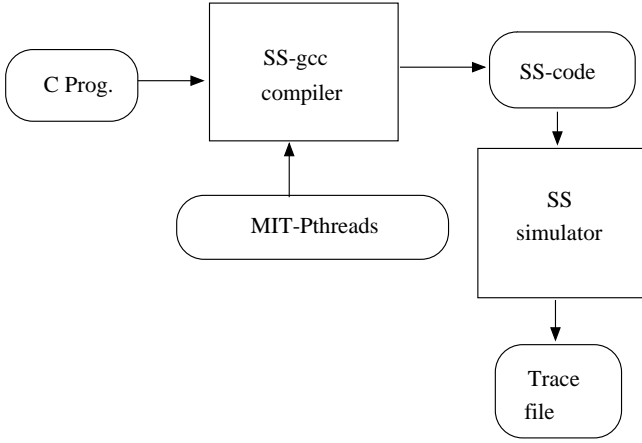 C Prog.
SS-gcc
compiler
SS-code
MIT-Pthreads
SS
simulator
Trace
file